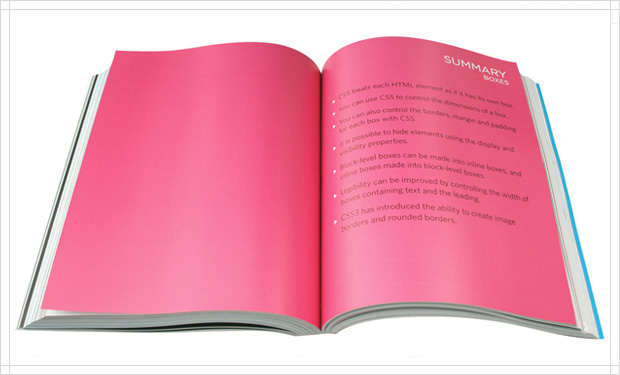 SUMMARY
BOXES
CSS treats each HTML element as if it has its own box.
You can use CSS to control the dimensions of a box.
You can also control the borders, margin and padding
for each box with CSS.
It is possible to hide elements using the display and
visibility properties.
Block-level boxes can be made into inline boxes, and
inline boxes made into block-level boxes.
Legibility can be improved by controlling the width of
boxes containing text and the leading.
CSS3 has introduced the ability to create image
borders and rounded borders.